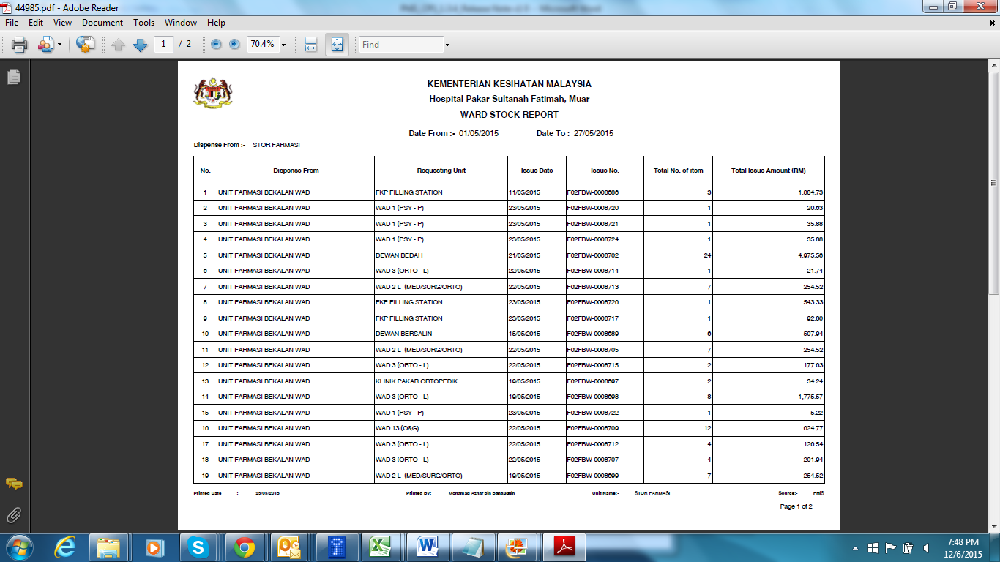 44985.pdf - Adobe Reader
File Edit View Document Tools Window Help
1 / 2 70.4% Find
KEMENTERIAN KESIHATAN MALAYSIA
Hospital Pakar Sultanah Fatimah, Muar
WARD STOCK REPORT
Date From :- 01/05/2015 Date To : 27/05/2015
Dispense From :- STOR FARMASI
No. Dispense From Requesting Unit Issue Date Issue No. Total No. of item Total Issue Amount (RM)
1 UNIT FARMASI BEKALAN WAD FKP FILLING STATION 11/05/2015 F02FBW-0008686 3 1,884.73
2 UNIT FARMASI BEKALAN WAD WAD 1 (PSY - P) 23/05/2015 F02FBW-0008720 1 20.63
3 UNIT FARMASI BEKALAN WAD WAD 1 (PSY - P) 23/05/2015 F02FBW-0008721 1 35.88
4 UNIT FARMASI BEKALAN WAD WAD 1 (PSY - P) 23/05/2015 F02FBW-0008724 1 35.88
5 UNIT FARMASI BEKALAN WAD DEWAN BEDAH 21/05/2015 F02FBW-0008702 24 4,975.56
6 UNIT FARMASI BEKALAN WAD WAD 3 (ORTO - L) 22/05/2015 F02FBW-0008714 1 21.74
7 UNIT FARMASI BEKALAN WAD WAD 2 L (MED/SURG/ORTO) 22/05/2015 F02FBW-0008713 7 254.52
8 UNIT FARMASI BEKALAN WAD FKP FILLING STATION 23/05/2015 F02FBW-0008726 1 543.33
9 UNIT FARMASI BEKALAN WAD FKP FILLING STATION 23/05/2015 F02FBW-0008717 1 92.80
10 UNIT FARMASI BEKALAN WAD DEWAN BERSALIN 15/05/2015 F02FBW-0008689 6 507.94
11 UNIT FARMASI BEKALAN WAD WAD 2 L (MED/SURG/ORTO) 22/05/2015 F02FBW-0008705 7 254.52
12 UNIT FARMASI BEKALAN WAD WAD 3 (ORTO - L) 22/05/2015 F02FBW-0008715 2 177.63
13 UNIT FARMASI BEKALAN WAD KLINIK PAKAR ORTOPEDIK 19/05/2015 F02FBW-0008697 2 34.24
14 UNIT FARMASI BEKALAN WAD WAD 3 (ORTO - L) 19/05/2015 F02FBW-0008698 8 1,775.57
15 UNIT FARMASI BEKALAN WAD WAD 1 (PSY - P) 23/05/2015 F02FBW-0008722 1 5.22
16 UNIT FARMASI BEKALAN WAD WAD 13 (O&G) 22/05/2015 F02FBW-0008709 12 624.77
17 UNIT FARMASI BEKALAN WAD WAD 3 (ORTO - L) 22/05/2015 F02FBW-0008712 4 126.54
18 UNIT FARMASI BEKALAN WAD WAD 3 (ORTO - L) 22/05/2015 F02FBW-0008707 4 201.94
19 UNIT FARMASI BEKALAN WAD WAD 2 L (MED/SURG/ORTO) 19/05/2015 F02FBW-0008699 7 254.52
Printed Date : 25/05/2015 Printed By: Mohamad Azhar bin Bahauddin Unit Name:- STOR FARMASI Source:- PHIS
Page 1 of 2
7:48 PM
12/6/2015